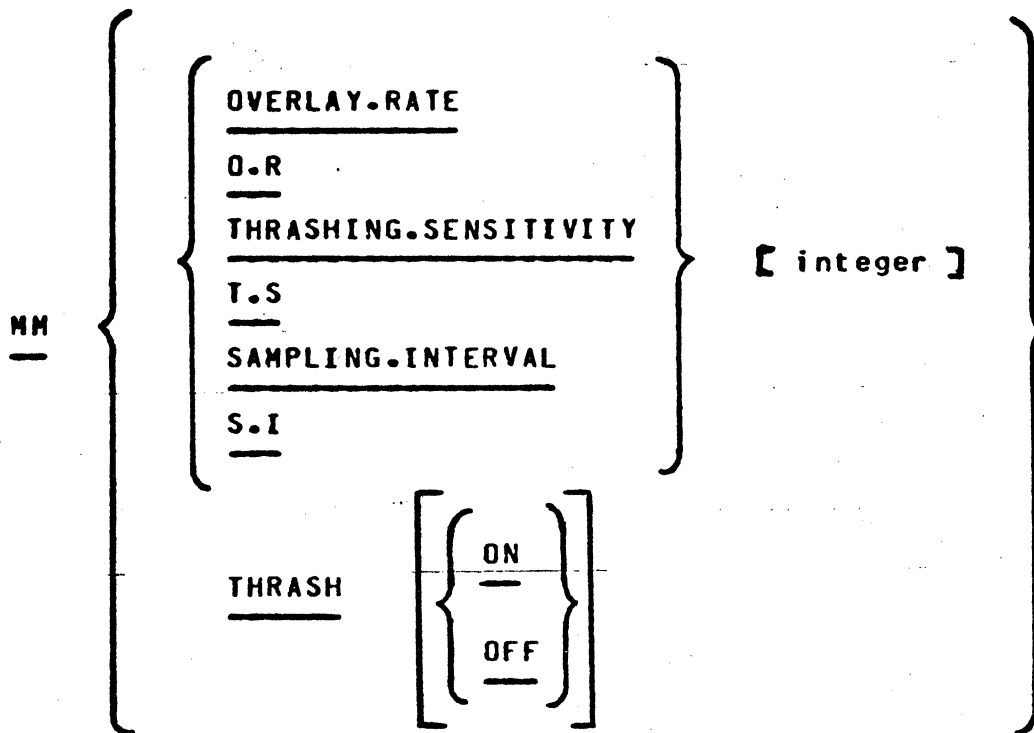 OVERLAY.RATE
O.R
THRASHING.SENSITIVITY
T.S
[ integer ]
MM
SAMPLING.INTERVAL
S.I
ON
THRASH
OFF